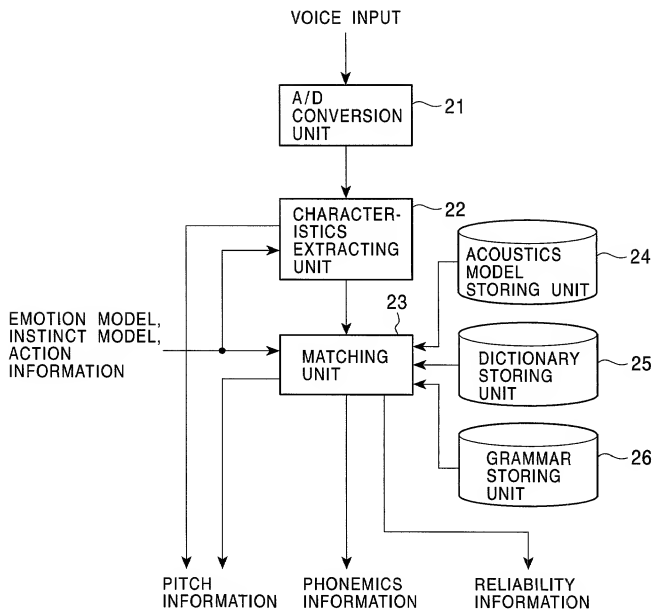 VOICE INPUT
A/D
CONVERSION
UNIT
21
CHARACTER-
ISTICS
EXTRACTING
UNIT
22
ACOUSTICS
MODEL
STORING UNIT
24
23
EMOTION MODEL,
INSTINCT MODEL,
ACTION
INFORMATION
MATCHING
UNIT
DICTIONARY
STORING
UNIT
25
GRAMMAR
STORING
UNIT
26
PITCH
INFORMATION
PHONEMICS
INFORMATION
RELIABILITY
INFORMATION